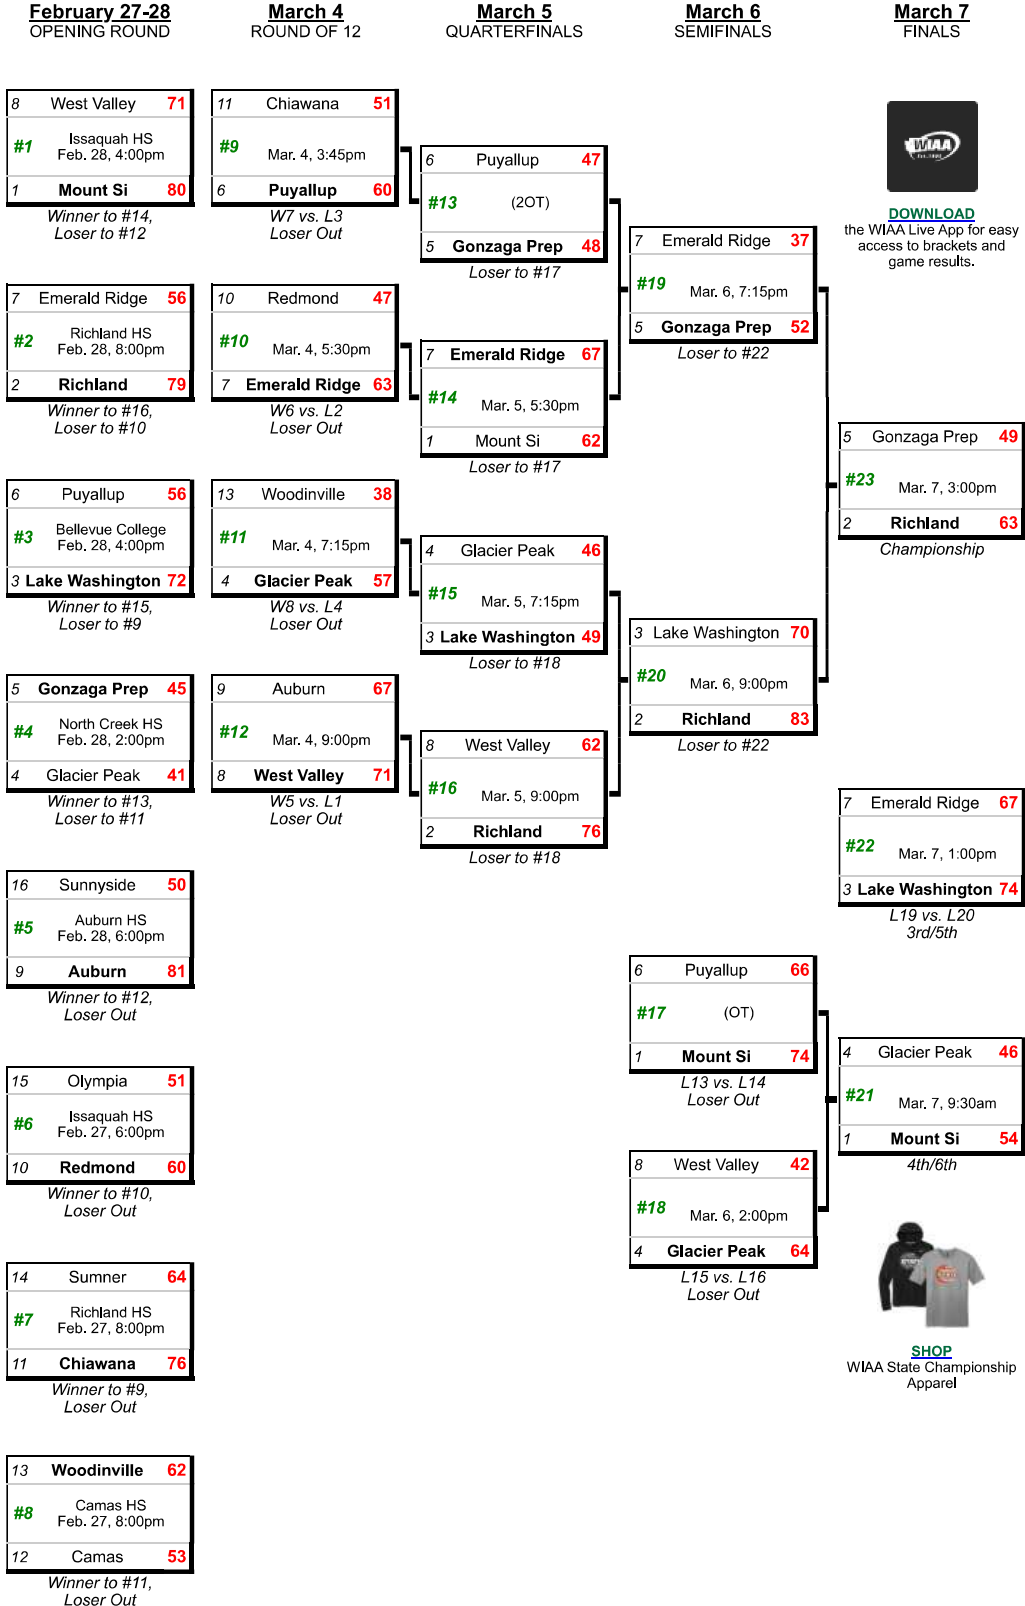 February 27-28
OPENING ROUND
8 West Valley 71
#1 Issaquah HS
Feb. 28, 4:00pm
1 Mount Si 80
Winner to #14,
Loser to #12
7 Emerald Ridge 56
#2 Richland HS
Feb. 28, 8:00pm
2 Richland 79
Winner to #16,
Loser to #10
6 Puyallup 56
#3 Bellevue College
Feb. 28, 4:00pm
3 Lake Washington 72
Winner to #15,
Loser to #9
5 Gonzaga Prep 45
#4 North Creek HS
Feb. 28, 2:00pm
4 Glacier Peak 41
Winner to #13,
Loser to #11
16 Sunnyside 50
#5 Auburn HS
Feb. 28, 6:00pm
9 Auburn 81
Winner to #12,
Loser Out
15 Olympia 51
#6 Issaquah HS
Feb. 27, 6:00pm
10 Redmond 60
Winner to #10,
Loser Out
14 Sumner 64
#7 Richland HS
Feb. 27, 8:00pm
11 Chiawana 76
Winner to #9,
Loser Out
13 Woodinville 62
#8 Camas HS
Feb. 27, 8:00pm
12 Camas 53
Winner to #11,
Loser Out
March 4
ROUND OF 12
11 Chiawana 51
#9 Mar. 4, 3:45pm
6 Puyallup 60
W7 vs. L3
Loser Out
10 Redmond 47
#10 Mar. 4, 5:30pm
7 Emerald Ridge 63
W6 vs. L2
Loser Out
13 Woodinville 38
#11 Mar. 4, 7:15pm
4 Glacier Peak 57
W8 vs. L4
Loser Out
9 Auburn 67
#12 Mar. 4, 9:00pm
8 West Valley 71
W5 vs. L1
Loser Out
March 5
QUARTERFINALS
6 Puyallup 47
#13 (2OT)
5 Gonzaga Prep 48
Loser to #17
7 Emerald Ridge 67
#14 Mar. 5, 5:30pm
1 Mount Si 62
Loser to #17
4 Glacier Peak 46
#15 Mar. 5, 7:15pm
3 Lake Washington 49
Loser to #18
8 West Valley 62
#16 Mar. 5, 9:00pm
2 Richland 76
Loser to #18
March 6
SEMIFINALS
7 Emerald Ridge 37
#19 Mar. 6, 7:15pm
5 Gonzaga Prep 52
Loser to #22
3 Lake Washington 70
#20 Mar. 6, 9:00pm
2 Richland 83
Loser to #22
6 Puyallup 66
#17 (OT)
1 Mount Si 74
L13 vs. L14
Loser Out
8 West Valley 42
#18 Mar. 6, 2:00pm
4 Glacier Peak 64
L15 vs. L16
Loser Out
March 7
FINALS
WIAA
DOWNLOAD
the WIAA Live App for easy
access to brackets and
game results.
5 Gonzaga Prep 49
#23 Mar. 7, 3:00pm
2 Richland 63
Championship
7 Emerald Ridge 67
#22 Mar. 7, 1:00pm
3 Lake Washington 74
L19 vs. L20
3rd/5th
4 Glacier Peak 46
#21 Mar. 7, 9:30am
1 Mount Si 54
4th/6th
SHOP
WIAA State Championship
Apparel